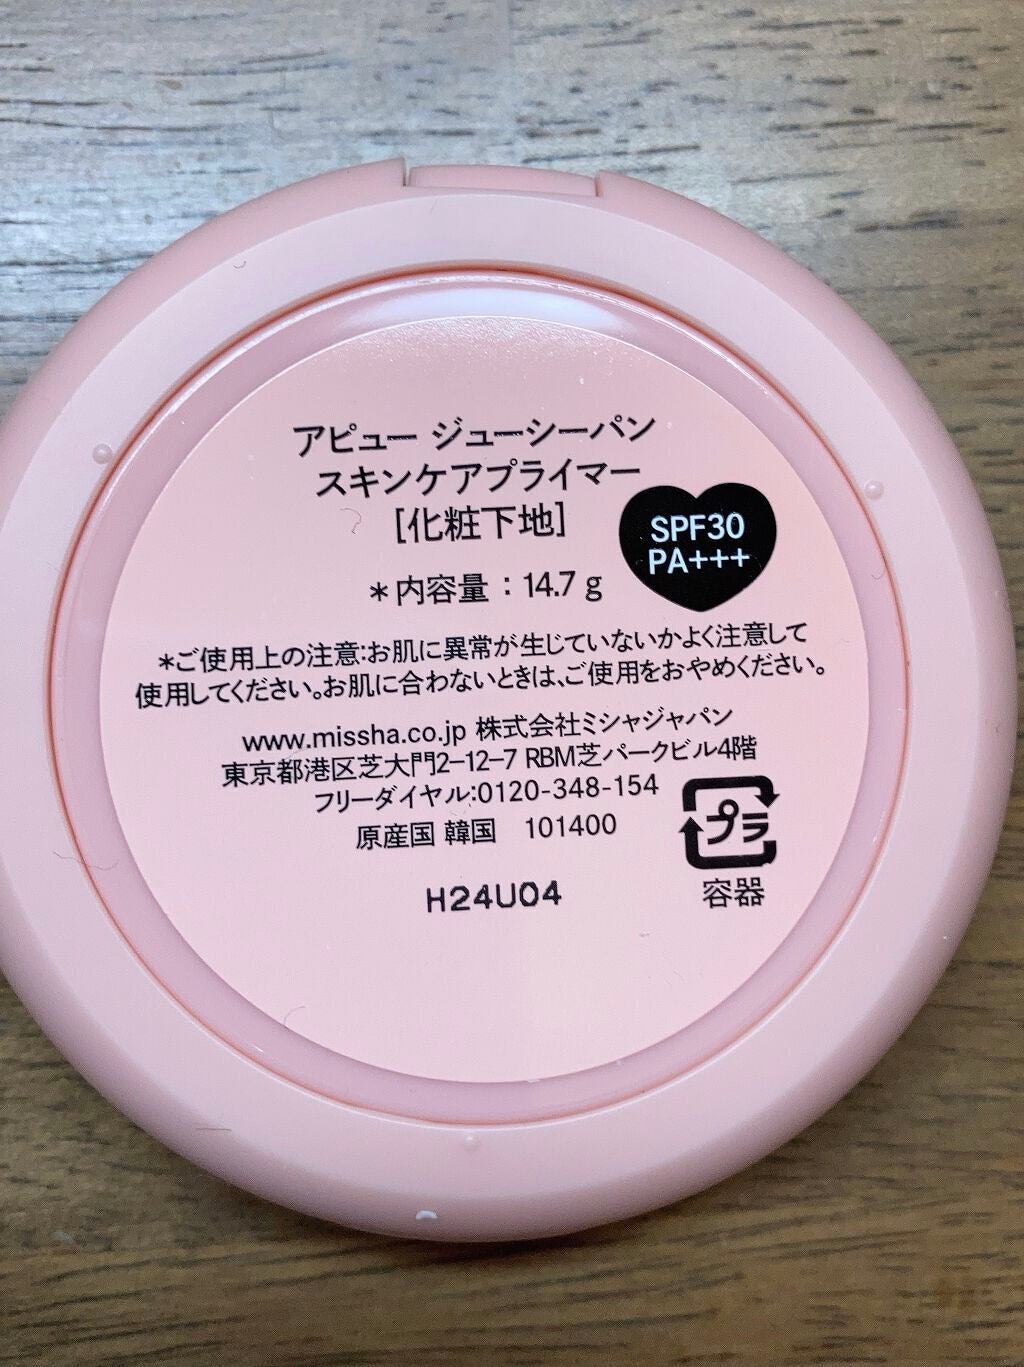 アピュー ジューシーパン
スキンケアプライマー
[化粧下地]
SPF30
PA+++
＊内容量：14.7 g
＊ご使用上の注意:お肌に異常が生じていないかよく注意して
使用してください。お肌に合わないときは、ご使用をおやめください。
www.missha.co.jp 株式会社ミシャジャパン
東京都港区芝大門2-12-7 RBM芝パークビル4階
フリーダイヤル:0120-348-154
原産国 韓国 101400
プラ
容器
H24U04